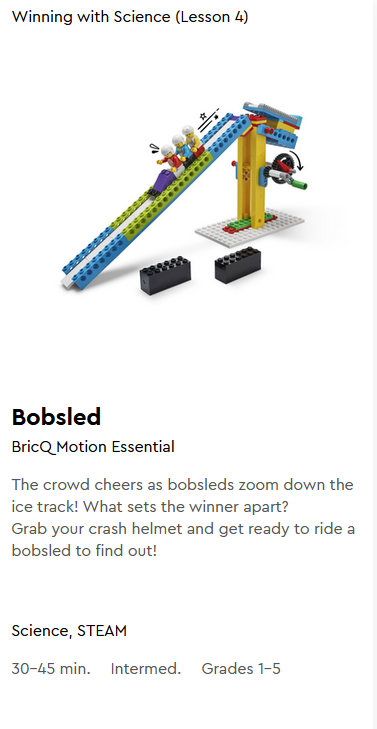 Winning with Science (Lesson 4)
Bobsled
BricQ Motion Essential
The crowd cheers as bobsleds zoom down the
ice track! What sets the winner apart?
Grab your crash helmet and get ready to ride a
bobsled to find out!
Science, STEAM
30–45 min. Intermed. Grades 1–5